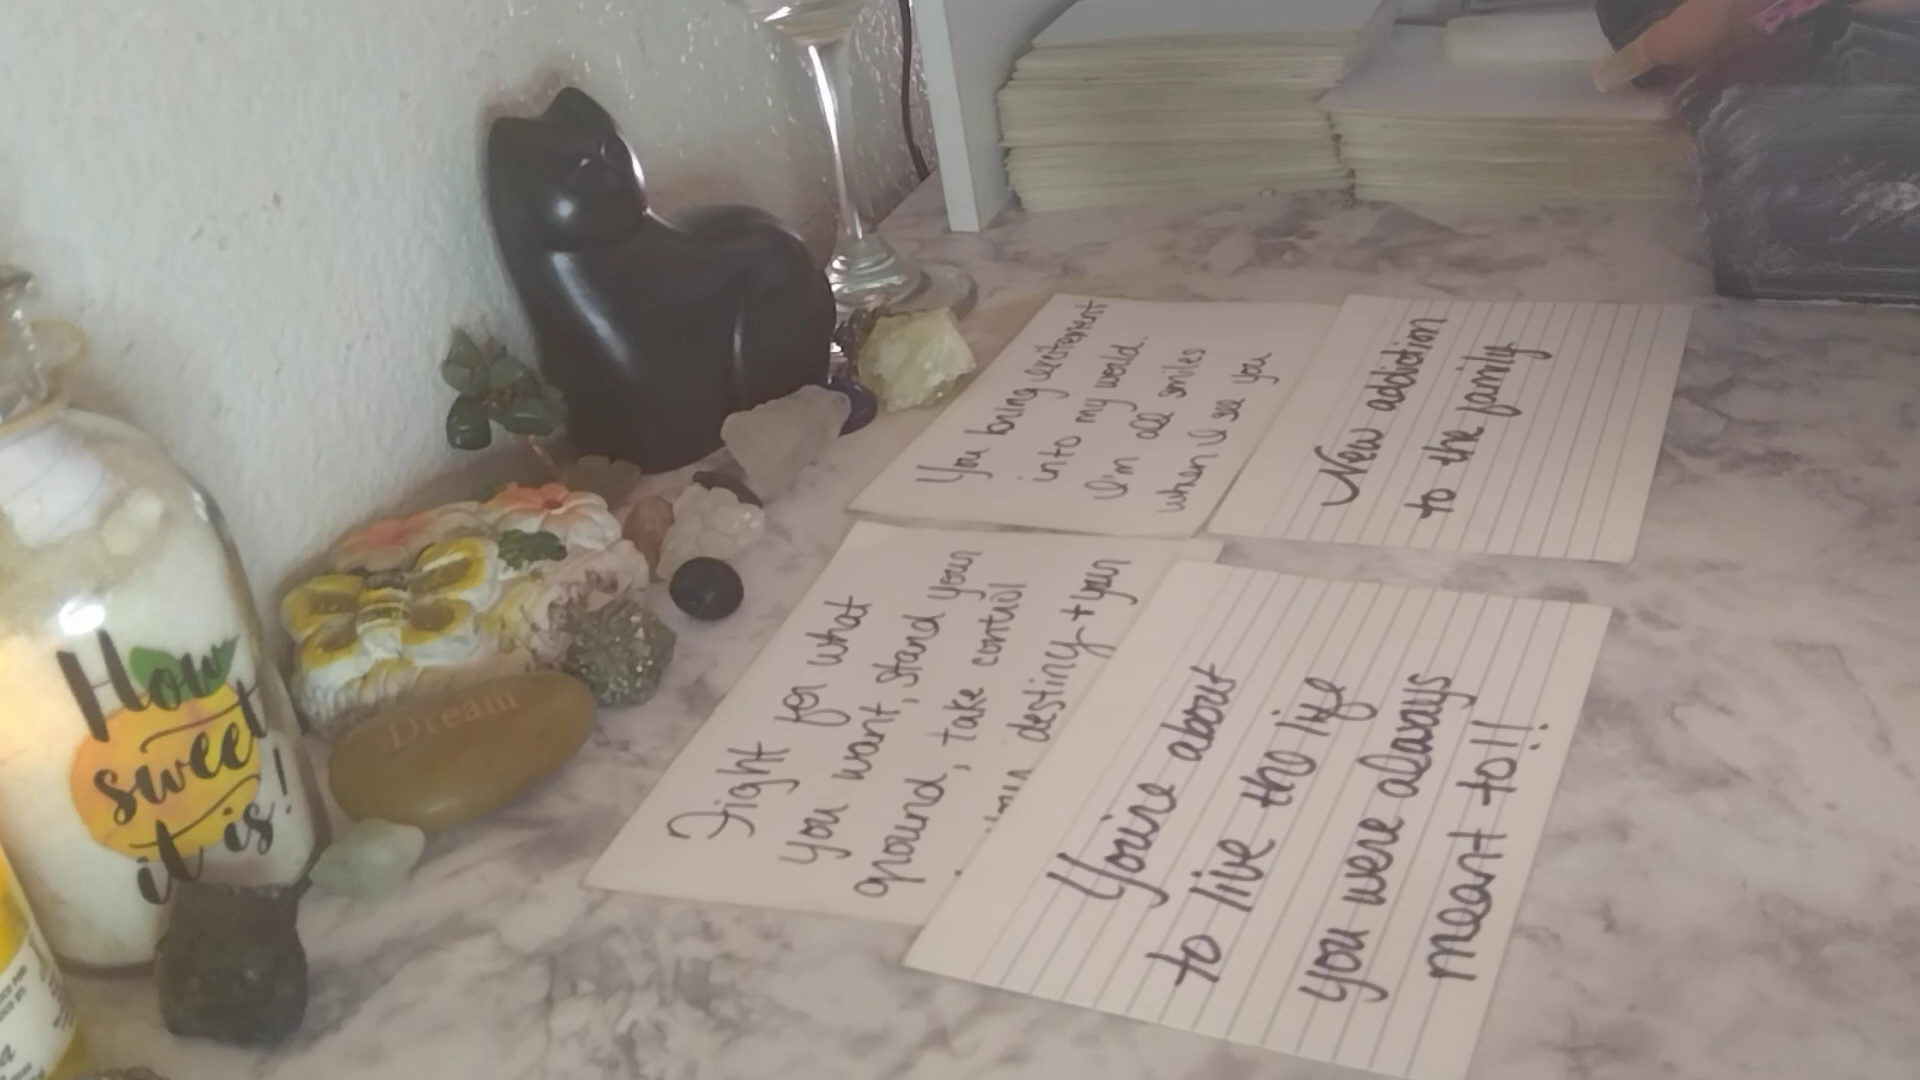 You bring excitement
into my world.
I'm all smiles
when I see you
New addiction
to the family
Fight for what
you want, stand your
ground, take control
destiny + your
You're about
to live the life
you were always
meant to!!
Dream
How
sweet
it is!